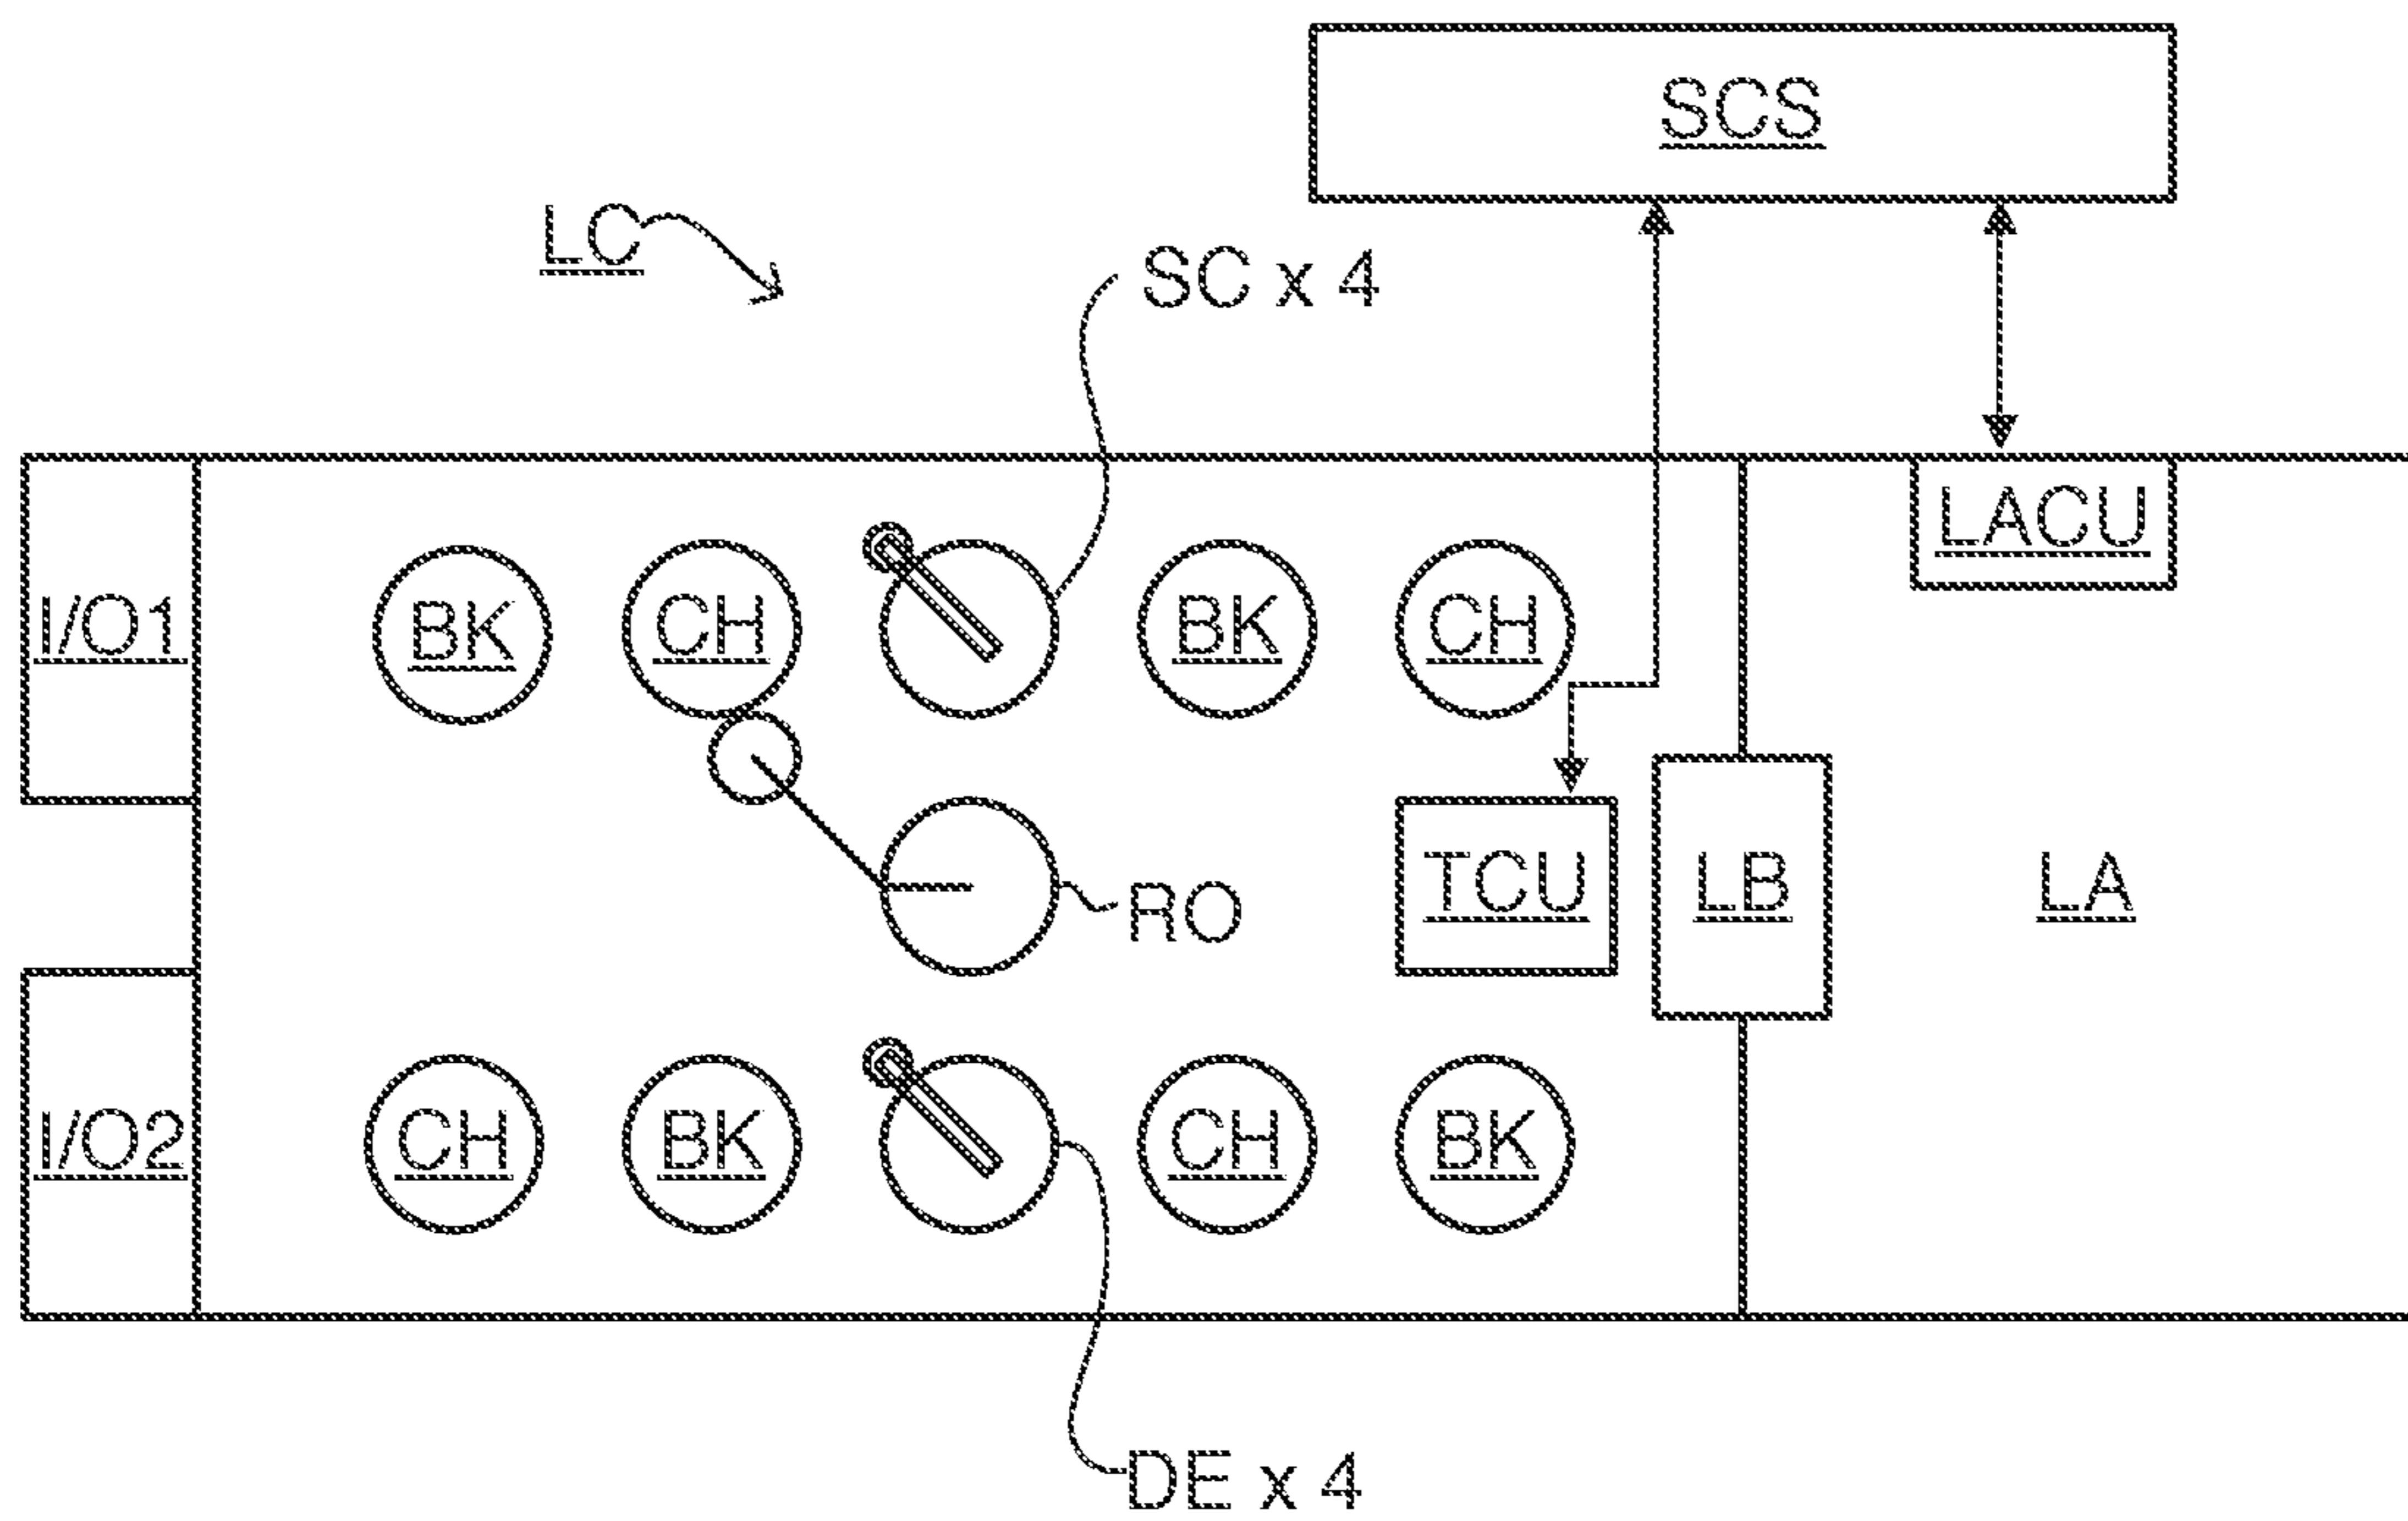 SCS
LC
SC x 4
LACU
I/O1
BK
CH
BK
CH
RO
TCU
LB
LA
I/O2
CH
BK
CH
BK
DE x 4